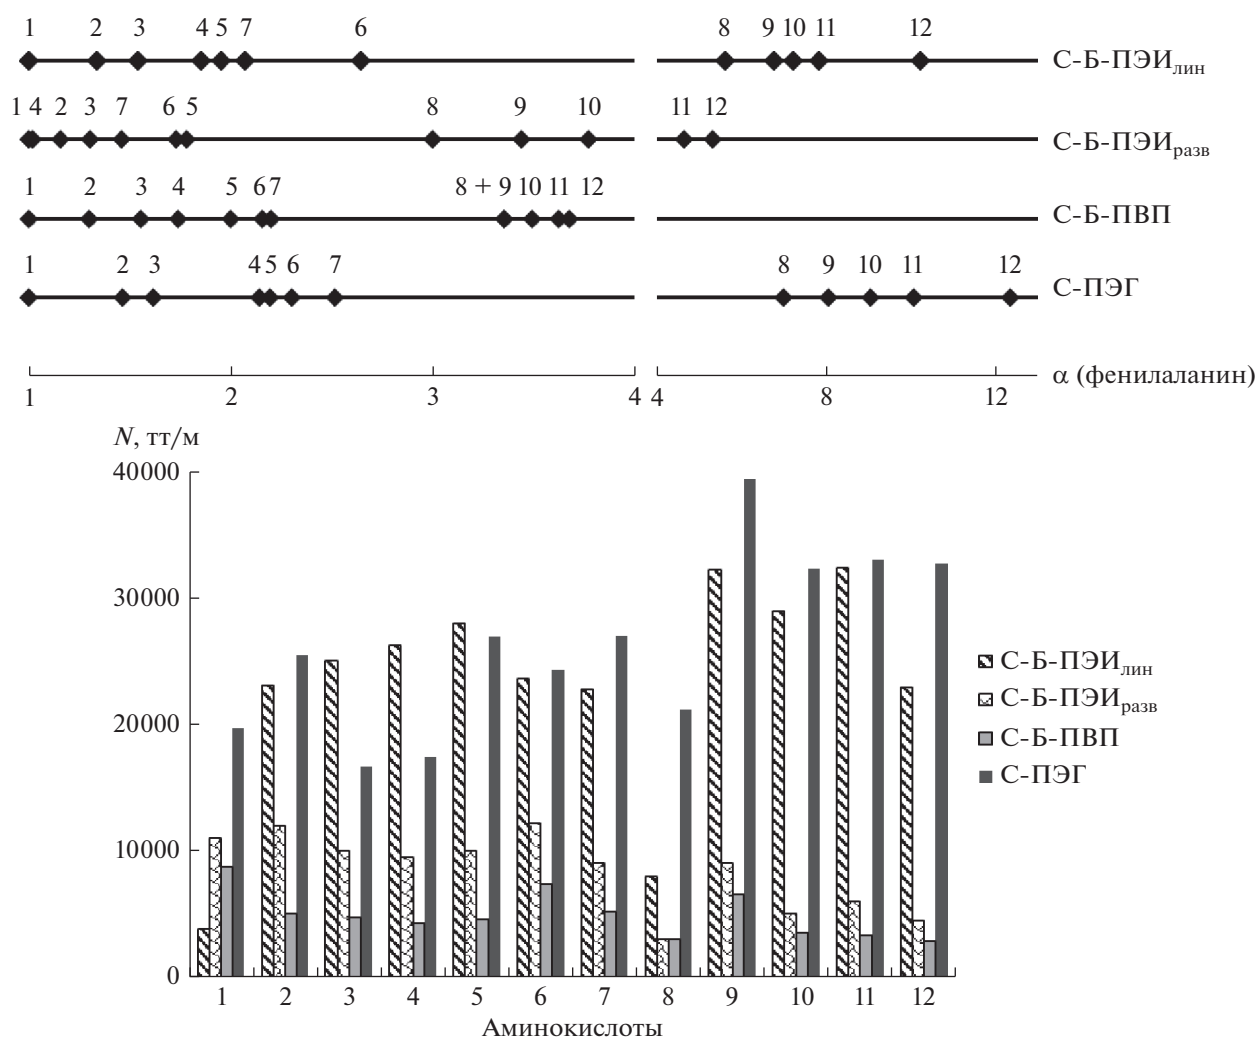 1 2 3 4 5 7 6 8 9 10 11 12
С-Б-ПЭИлин
1 4 2 3 7 6 5 8 9 10 11 12
С-Б-ПЭИразв
1 2 3 4 5 6 7 8 + 9 10 11 12
С-Б-ПВП
1 2 3 4 5 6 7 8 9 10 11 12
С-ПЭГ
1 2 3 4 4 8 12
α (фенилаланин)
N, тт/м
40000
30000
20000
10000
0
1 2 3 4 5 6 7 8 9 10 11 12
Аминокислоты
С-Б-ПЭИлин
С-Б-ПЭИразв
С-Б-ПВП
С-ПЭГ